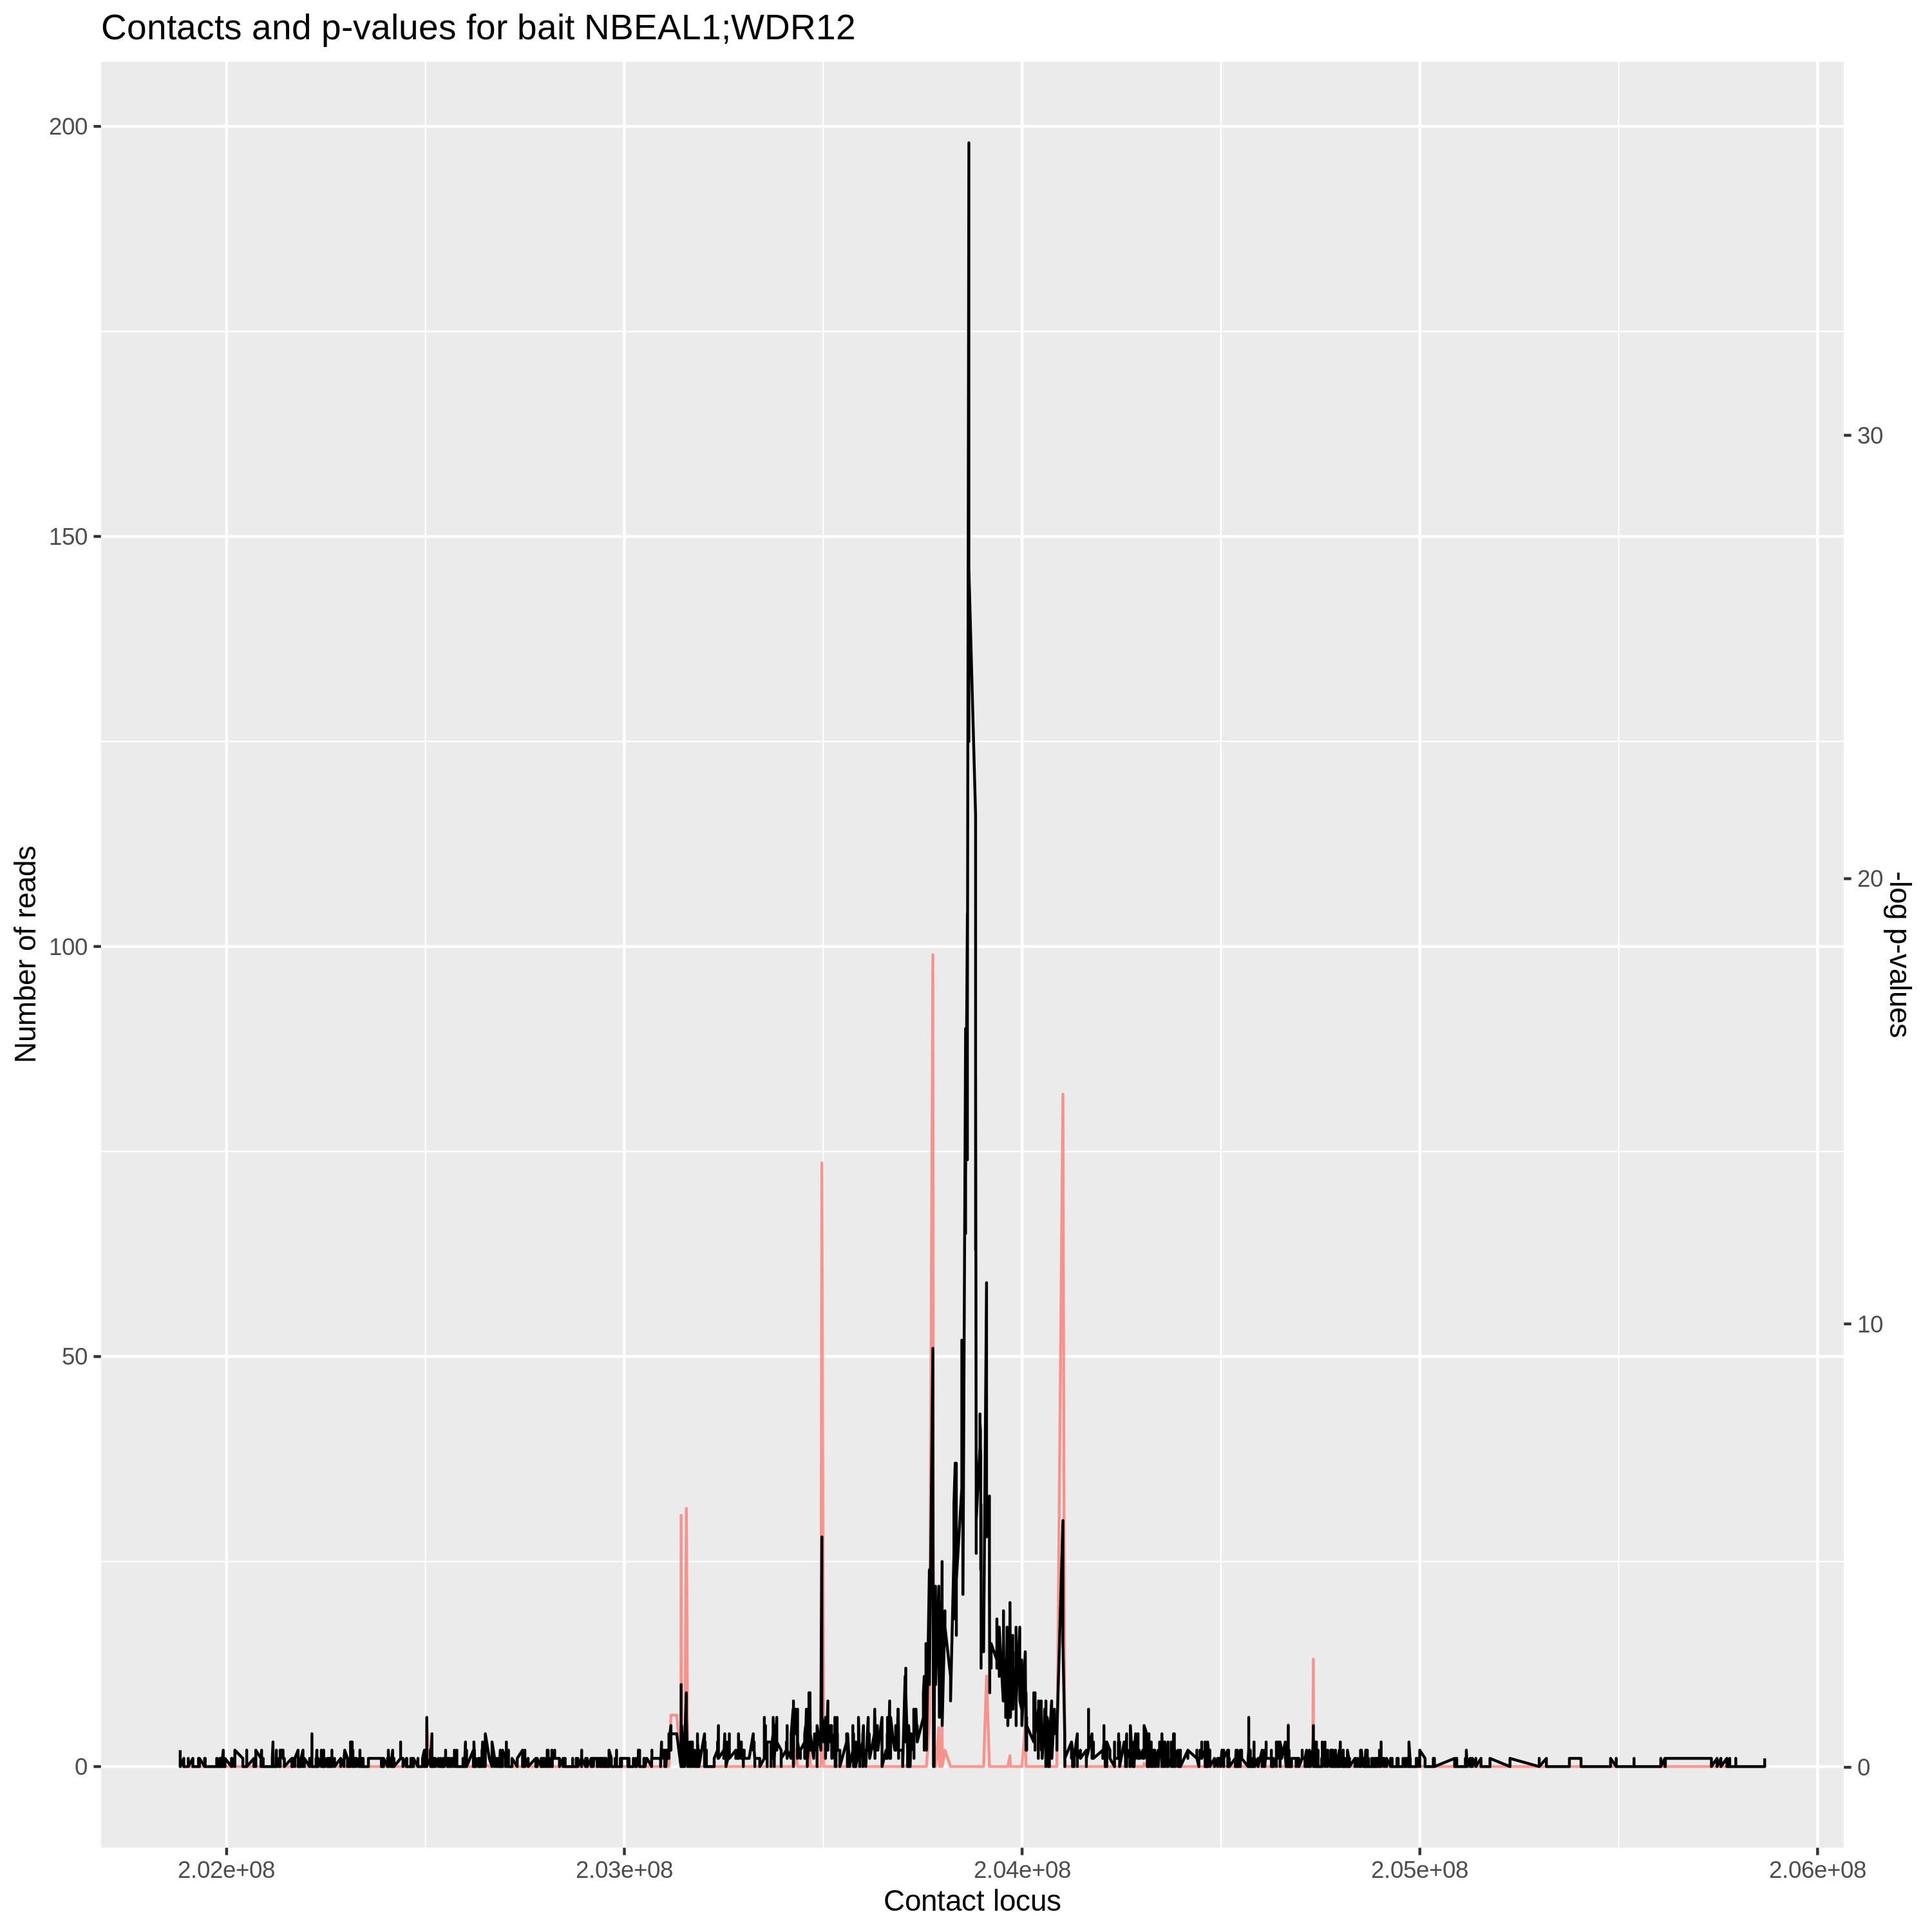 Contacts and p-values for bait NBEAL1;WDR12
200
150
100
50
0
Number of reads
30
20
10
0
-log p-values
2.02e+08 2.03e+08 2.04e+08 2.05e+08 2.06e+08
Contact locus